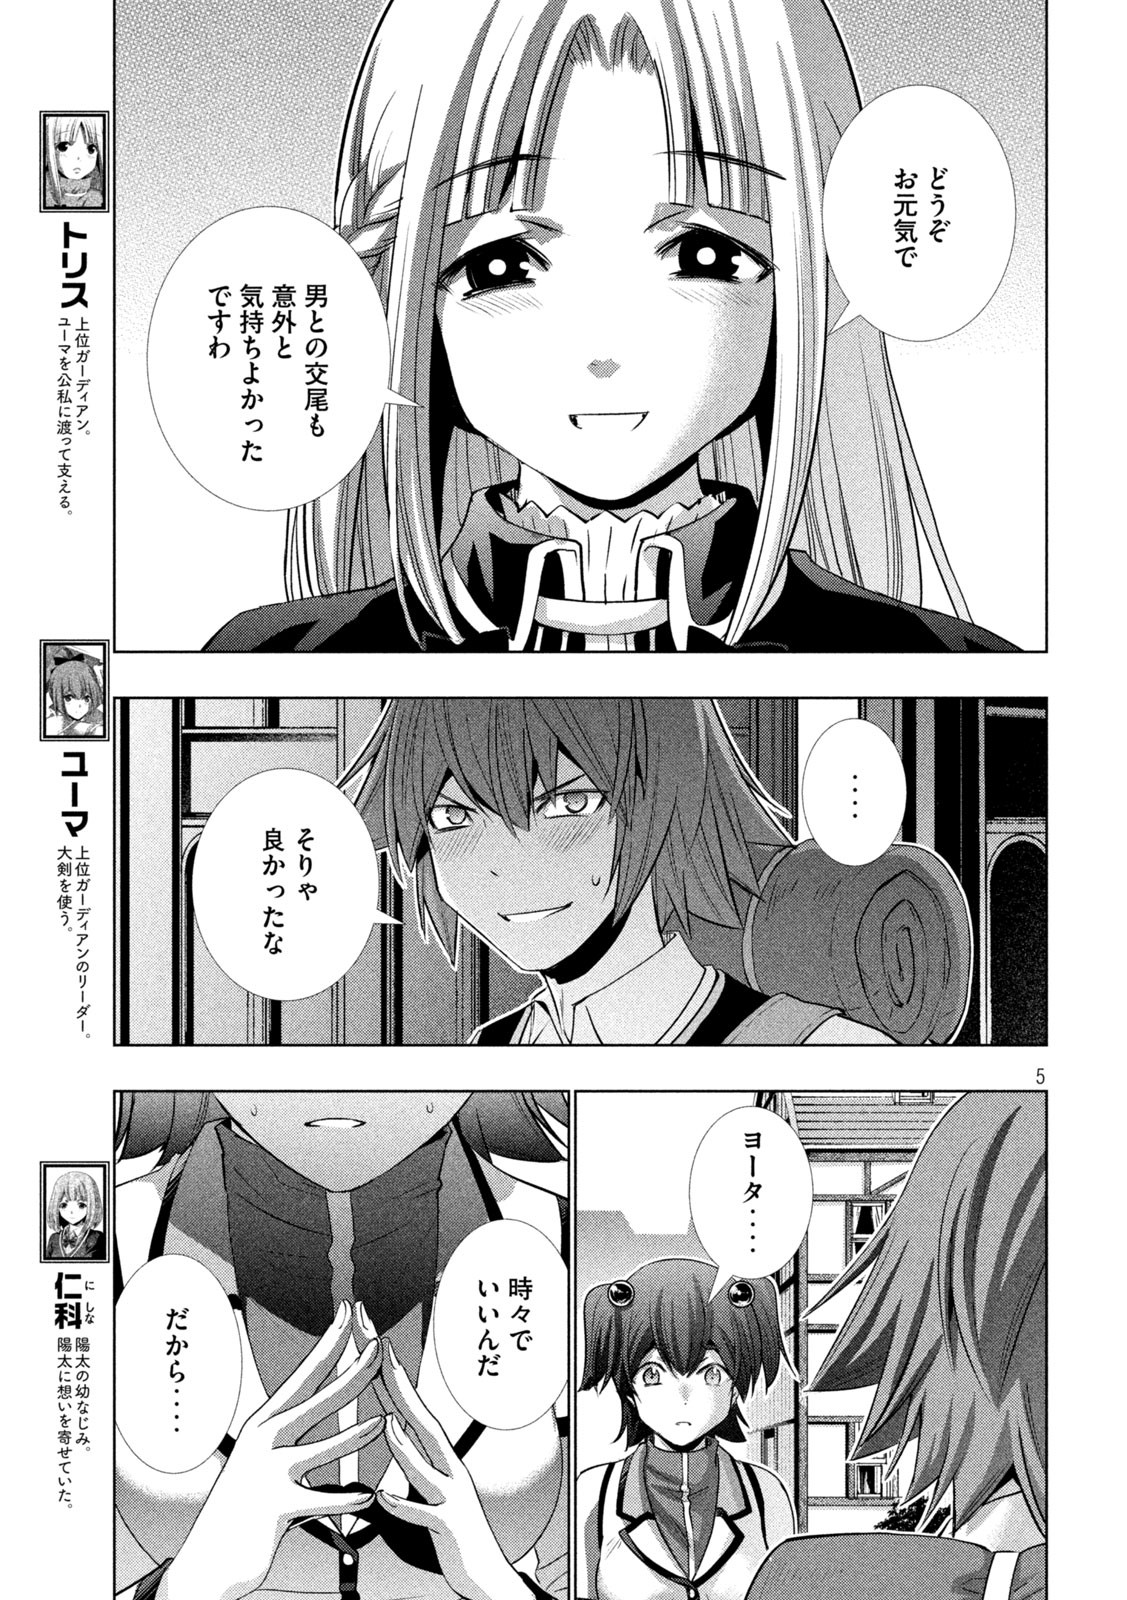 どうぞ
お元気で
男との交尾も
意外と
気持ちよかった
ですわ
‥‥
そりゃ
良かったな
ヨータ‥‥
時々で
いいんだ
だから‥‥
トリス
上位ガーディアン。
ユーマを公私に渡って支える。
ユーマ
上位ガーディアンのリーダー。
大剣を使う。
仁科
にしな
陽太の幼なじみ。
陽太に想いを寄せていた。
5